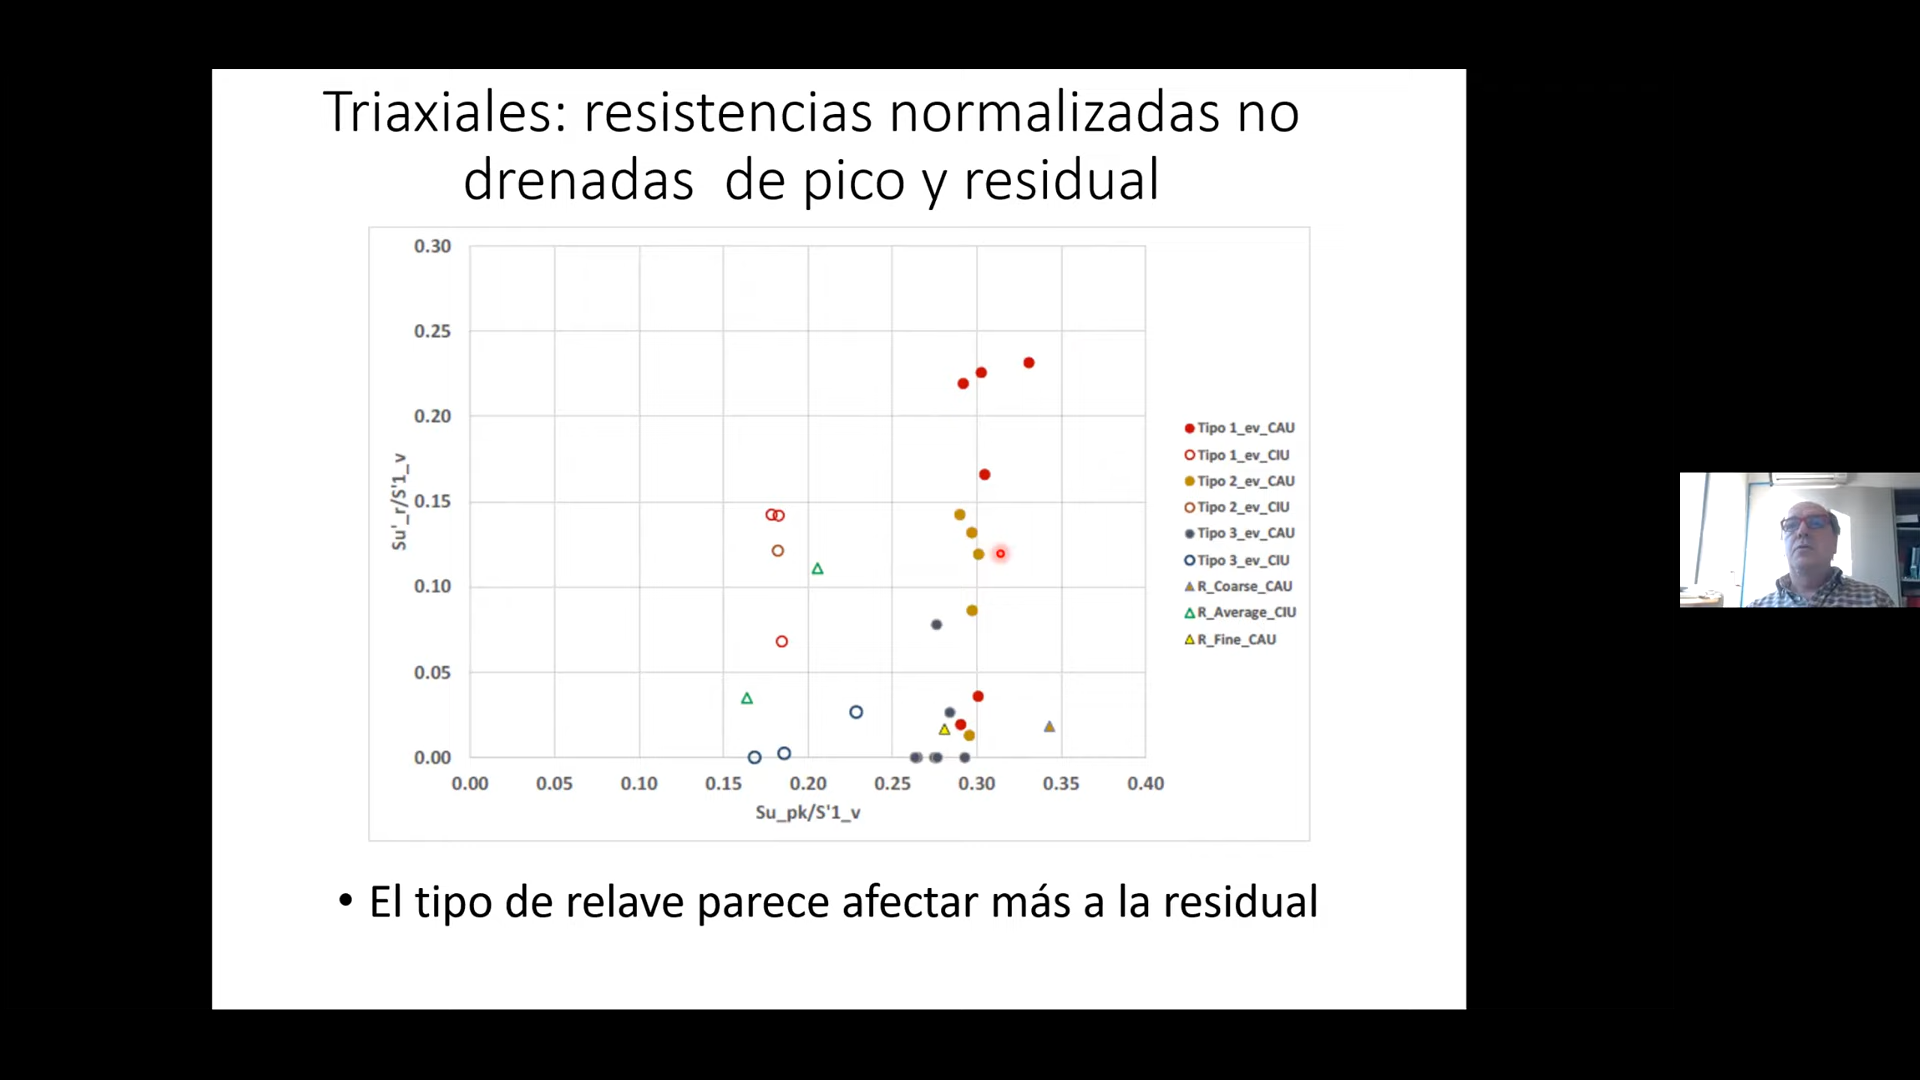 Triaxiales: resistencias normalizadas no
drenadas de pico y residual
0.30
0.25
0.20
0.15
0.10
0.05
0.00
Su'_r/S'1_v
0.00 0.05 0.10 0.15 0.20 0.25 0.30 0.35 0.40
Su_pk/S'1_v
Tipo 1_ev_CAU
Tipo 1_ev_CIU
Tipo 2_ev_CAU
Tipo 2_ev_CIU
Tipo 3_ev_CAU
Tipo 3_ev_CIU
R_Coarse_CAU
R_Average_CIU
R_Fine_CAU
• El tipo de relave parece afectar más a la residual